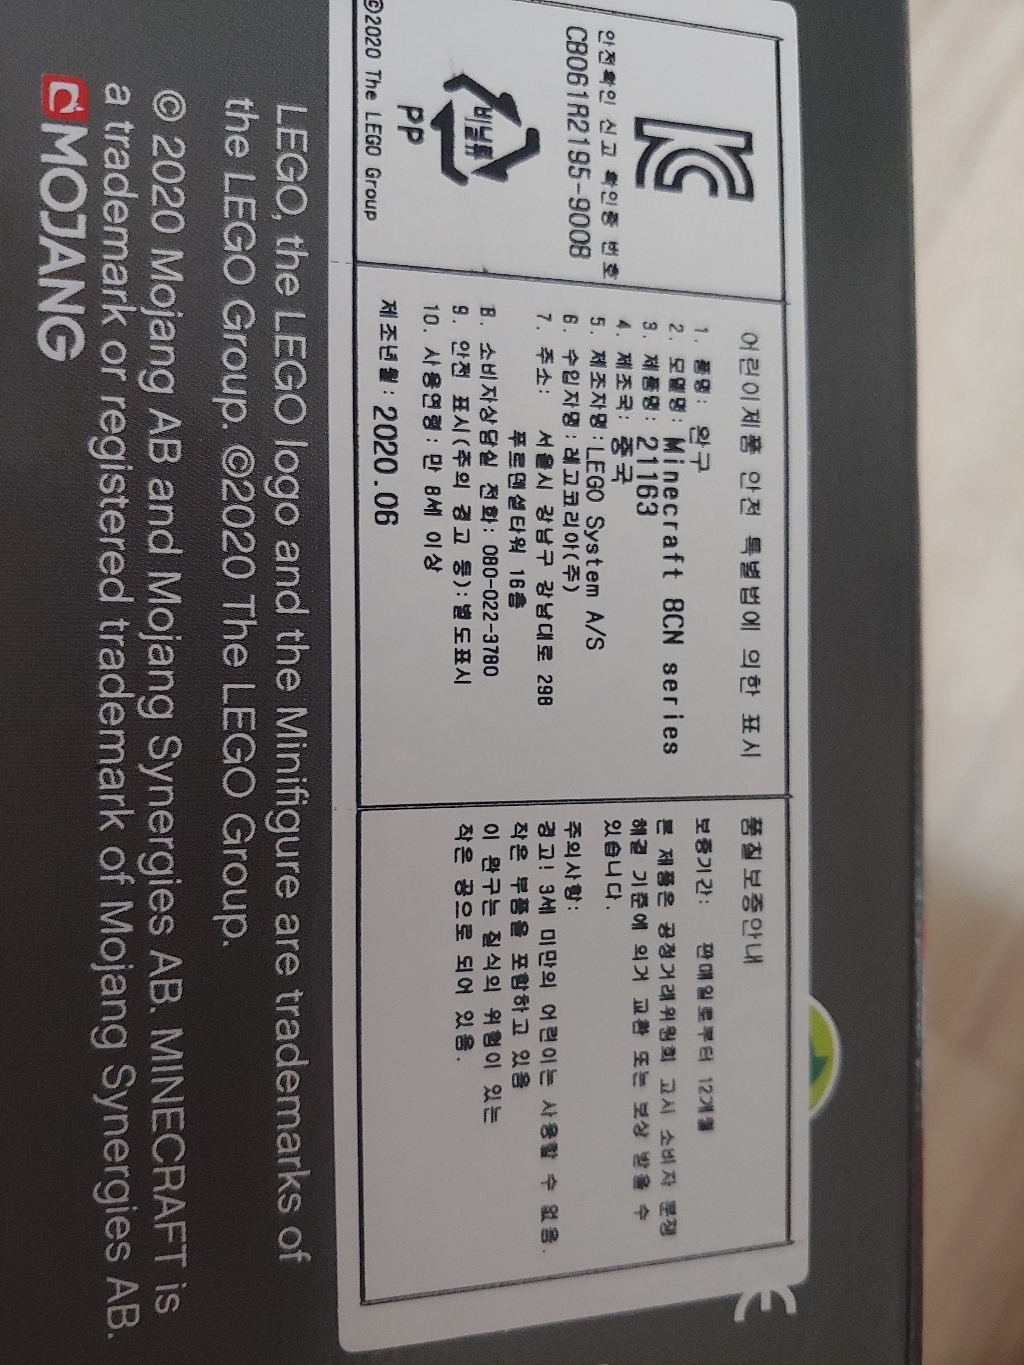 안전확인 신고 확인증 번호
CB061R2195-9008
비닐류
PP
©2020 The LEGO Group
어린이제품 안전 특별법에 의한 표시
1. 품명: 완구
2. 모델명: Minecraft 8CN series
3. 제품명: 21163
4. 제조국: 중국
5. 제조자명: LEGO System A/S
6. 수입자명: 레고코리아(주)
7. 주소: 서울시 강남구 강남대로 298
푸르덴셜타워 16층
8. 소비자상담실 전화: 080-022-3780
9. 안전 표시(주의 경고 등): 별도표시
10. 사용연령: 만 8세 이상
제조년월: 2020.06
품질보증안내
보증기간: 판매일로부터 12개월
본 제품은 공정거래위원회 고시 소비자 분쟁
해결 기준에 의거 교환 또는 보상 받을 수
있습니다.
주의사항:
경고! 3세 미만의 어린이는 사용할 수 없음.
작은 부품을 포함하고 있음
이 완구는 질식의 위험이 있는
작은 공으로 되어 있음.
LEGO, the LEGO logo and the Minifigure are trademarks of
the LEGO Group. ©2020 The LEGO Group.
© 2020 Mojang AB and Mojang Synergies AB. MINECRAFT is
a trademark or registered trademark of Mojang Synergies AB.
MOJANG